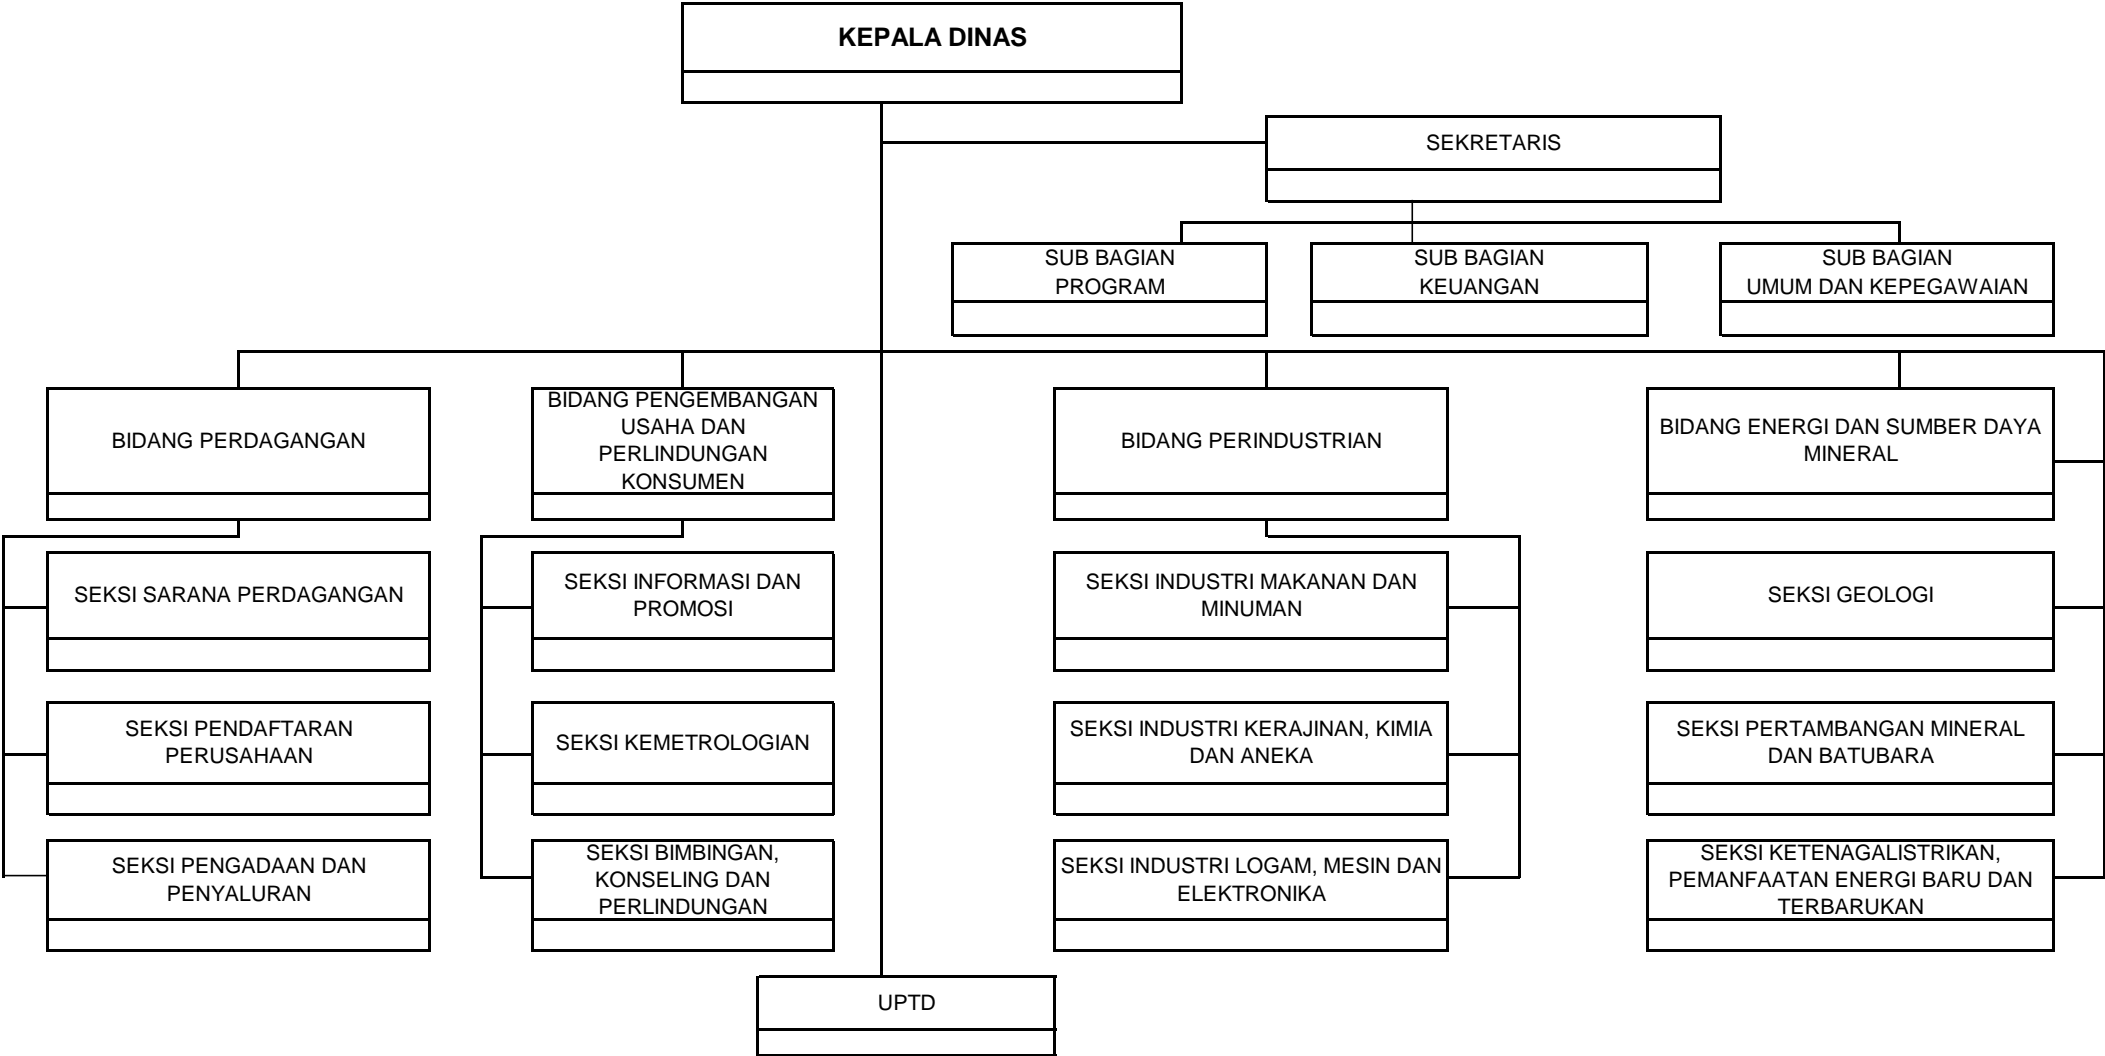 KEPALA DINAS
SEKRETARIS
SUB BAGIAN
PROGRAM
SUB BAGIAN
KEUANGAN
SUB BAGIAN
UMUM DAN KEPEGAWAIAN
BIDANG PERDAGANGAN
BIDANG PENGEMBANGAN
USAHA DAN
PERLINDUNGAN
KONSUMEN
BIDANG PERINDUSTRIAN
BIDANG ENERGI DAN SUMBER DAYA
MINERAL
SEKSI SARANA PERDAGANGAN
SEKSI INFORMASI DAN
PROMOSI
SEKSI INDUSTRI MAKANAN DAN
MINUMAN
SEKSI GEOLOGI
SEKSI PENDAFTARAN
PERUSAHAAN
SEKSI KEMETROLOGIAN
SEKSI INDUSTRI KERAJINAN, KIMIA
DAN ANEKA
SEKSI PERTAMBANGAN MINERAL
DAN BATUBARA
SEKSI PENGADAAN DAN
PENYALURAN
SEKSI BIMBINGAN,
KONSELING DAN
PERLINDUNGAN
SEKSI INDUSTRI LOGAM, MESIN DAN
ELEKTRONIKA
SEKSI KETENAGALISTRIKAN,
PEMANFAATAN ENERGI BARU DAN
TERBARUKAN
UPTD